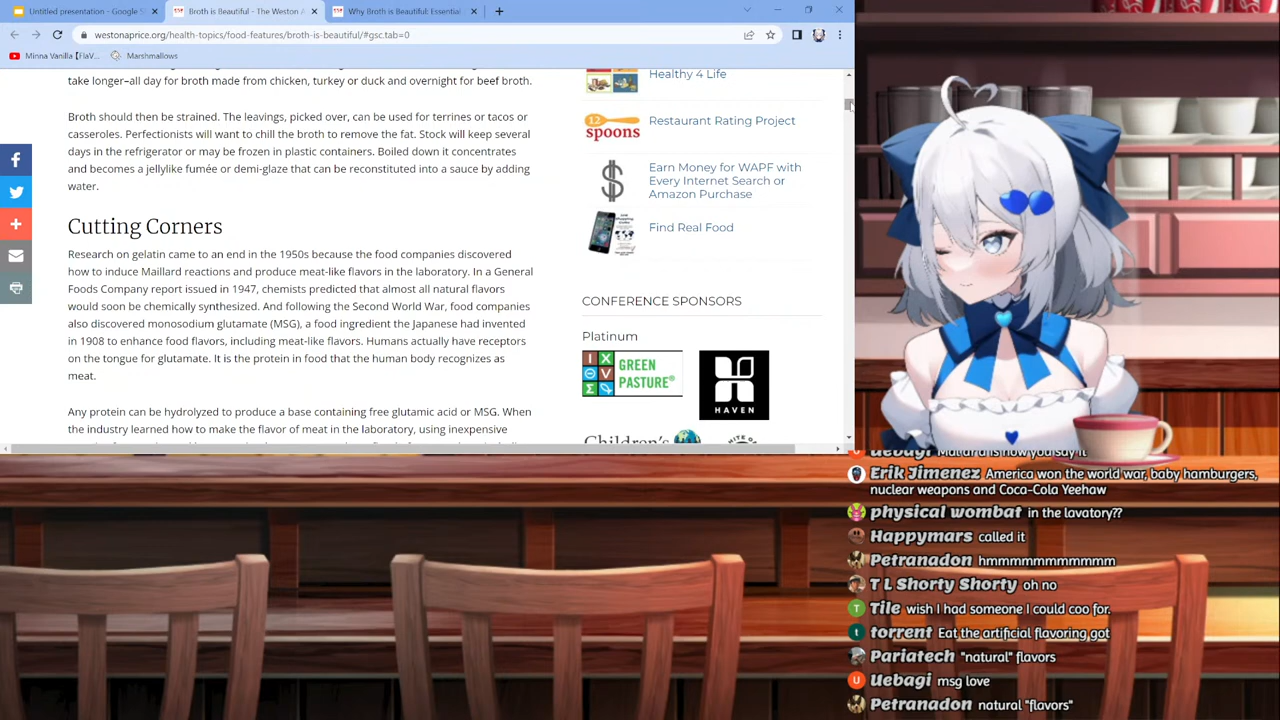 Untitled presentation - Google S
Broth is Beautiful - The Weston A
Why Broth is Beautiful: Essential
westonaprice.org/health-topics/food-features/broth-is-beautiful/#gsc.tab=0
Minna Vanilla【FlaV...
Marshmallows
take longer–all day for broth made from chicken, turkey or duck and overnight for beef broth.
Broth should then be strained. The leavings, picked over, can be used for terrines or tacos or
casseroles. Perfectionists will want to chill the broth to remove the fat. Stock will keep several
days in the refrigerator or may be frozen in plastic containers. Boiled down it concentrates
and becomes a jellylike fumée or demi-glaze that can be reconstituted into a sauce by adding
water.
Cutting Corners
Research on gelatin came to an end in the 1950s because the food companies discovered
how to induce Maillard reactions and produce meat-like flavors in the laboratory. In a General
Foods Company report issued in 1947, chemists predicted that almost all natural flavors
would soon be chemically synthesized. And following the Second World War, food companies
also discovered monosodium glutamate (MSG), a food ingredient the Japanese had invented
in 1908 to enhance food flavors, including meat-like flavors. Humans actually have receptors
on the tongue for glutamate. It is the protein in food that the human body recognizes as
meat.
Any protein can be hydrolyzed to produce a base containing free glutamic acid or MSG. When
the industry learned how to make the flavor of meat in the laboratory, using inexpensive
Healthy 4 Life
12 spoons
Restaurant Rating Project
Earn Money for WAPF with
Every Internet Search or
Amazon Purchase
Find Real Food
CONFERENCE SPONSORS
Platinum
GREEN
PASTURE®
HAVEN
Children's
uebagi Mallard is how you say it
Erik Jimenez America won the world war, baby hamburgers,
nuclear weapons and Coca-Cola Yeehaw
physical wombat in the lavatory??
Happymars called it
Petranadon hmmmmmmmmmm
T L Shorty Shorty oh no
Tile wish I had someone I could coo for.
torrent Eat the artificial flavoring got
Pariatech "natural" flavors
Uebagi msg love
Petranadon natural "flavors"